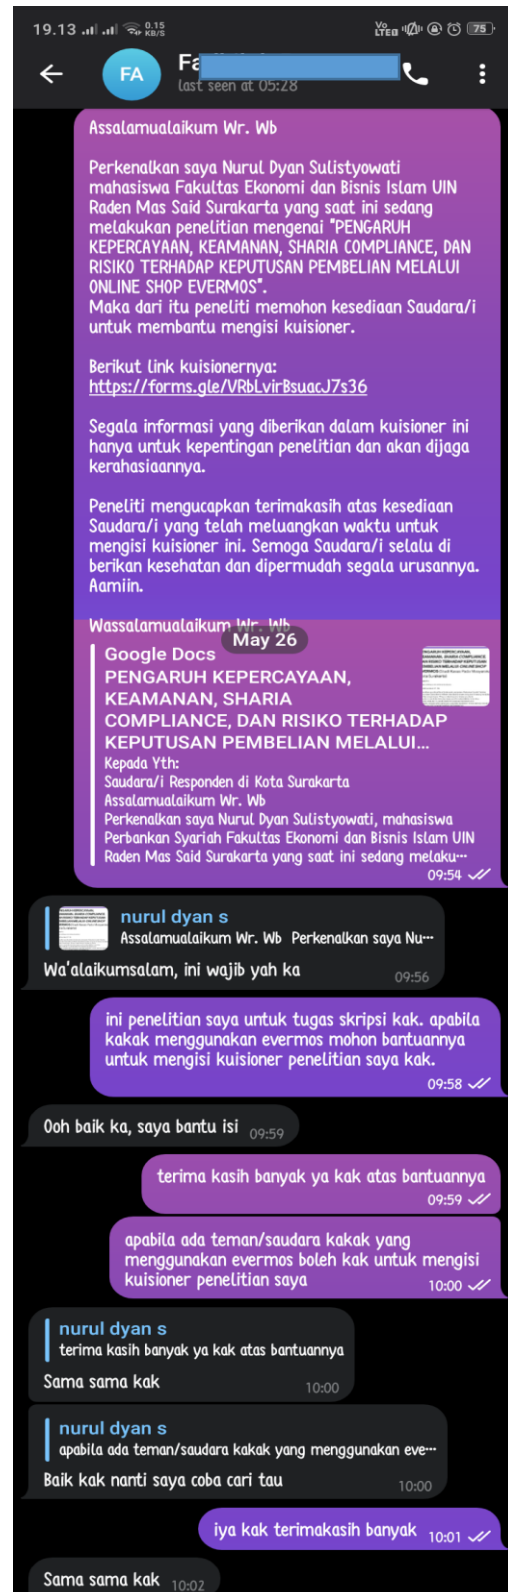 19.13
0.15
KB/S
Vo
LTE
75
FA
Fa
last seen at 05:28
Assalamualaikum Wr. Wb
Perkenalkan saya Nurul Dyan Sulistyowati
mahasiswa Fakultas Ekonomi dan Bisnis Islam UIN
Raden Mas Said Surakarta yang saat ini sedang
melakukan penelitian mengenai "PENGARUH
KEPERCAYAAN, KEAMANAN, SHARIA COMPLIANCE, DAN
RISIKO TERHADAP KEPUTUSAN PEMBELIAN MELALUI
ONLINE SHOP EVERMOS".
Maka dari itu peneliti memohon kesediaan Saudara/i
untuk membantu mengisi kuisioner.
Berikut link kuisionernya:
https://forms.gle/VRbLvirBsuacJ7s36
Segala informasi yang diberikan dalam kuisioner ini
hanya untuk kepentingan penelitian dan akan dijaga
kerahasiaannya.
Peneliti mengucapkan terimakasih atas kesediaan
Saudara/i yang telah meluangkan waktu untuk
mengisi kuisioner ini. Semoga Saudara/i selalu di
berikan kesehatan dan dipermudah segala urusannya.
Aamiin.
Wassalamualaikum Wr. Wb
May 26
Google Docs
PENGARUH KEPERCAYAAN,
KEAMANAN, SHARIA
COMPLIANCE, DAN RISIKO TERHADAP
KEPUTUSAN PEMBELIAN MELALUI...
Kepada Yth:
Saudara/i Responden di Kota Surakarta
Assalamualaikum Wr. Wb
Perkenalkan saya Nurul Dyan Sulistyowati, mahasiswa
Perbankan Syariah Fakultas Ekonomi dan Bisnis Islam UIN
Raden Mas Said Surakarta yang saat ini sedang melaku...
09:54
nurul dyan s
Assalamualaikum Wr. Wb Perkenalkan saya Nu...
Wa'alaikumsalam, ini wajib yah ka
09:56
ini penelitian saya untuk tugas skripsi kak. apabila
kakak menggunakan evermos mohon bantuannya
untuk mengisi kuisioner penelitian saya kak.
09:58
Ooh baik ka, saya bantu isi 09:59
terima kasih banyak ya kak atas bantuannya
09:59
apabila ada teman/saudara kakak yang
menggunakan evermos boleh kak untuk mengisi
kuisioner penelitian saya
10:00
nurul dyan s
terima kasih banyak ya kak atas bantuannya
Sama sama kak
10:00
nurul dyan s
apabila ada teman/saudara kakak yang menggunakan eve...
Baik kak nanti saya coba cari tau
10:00
iya kak terimakasih banyak 10:01
Sama sama kak 10:02